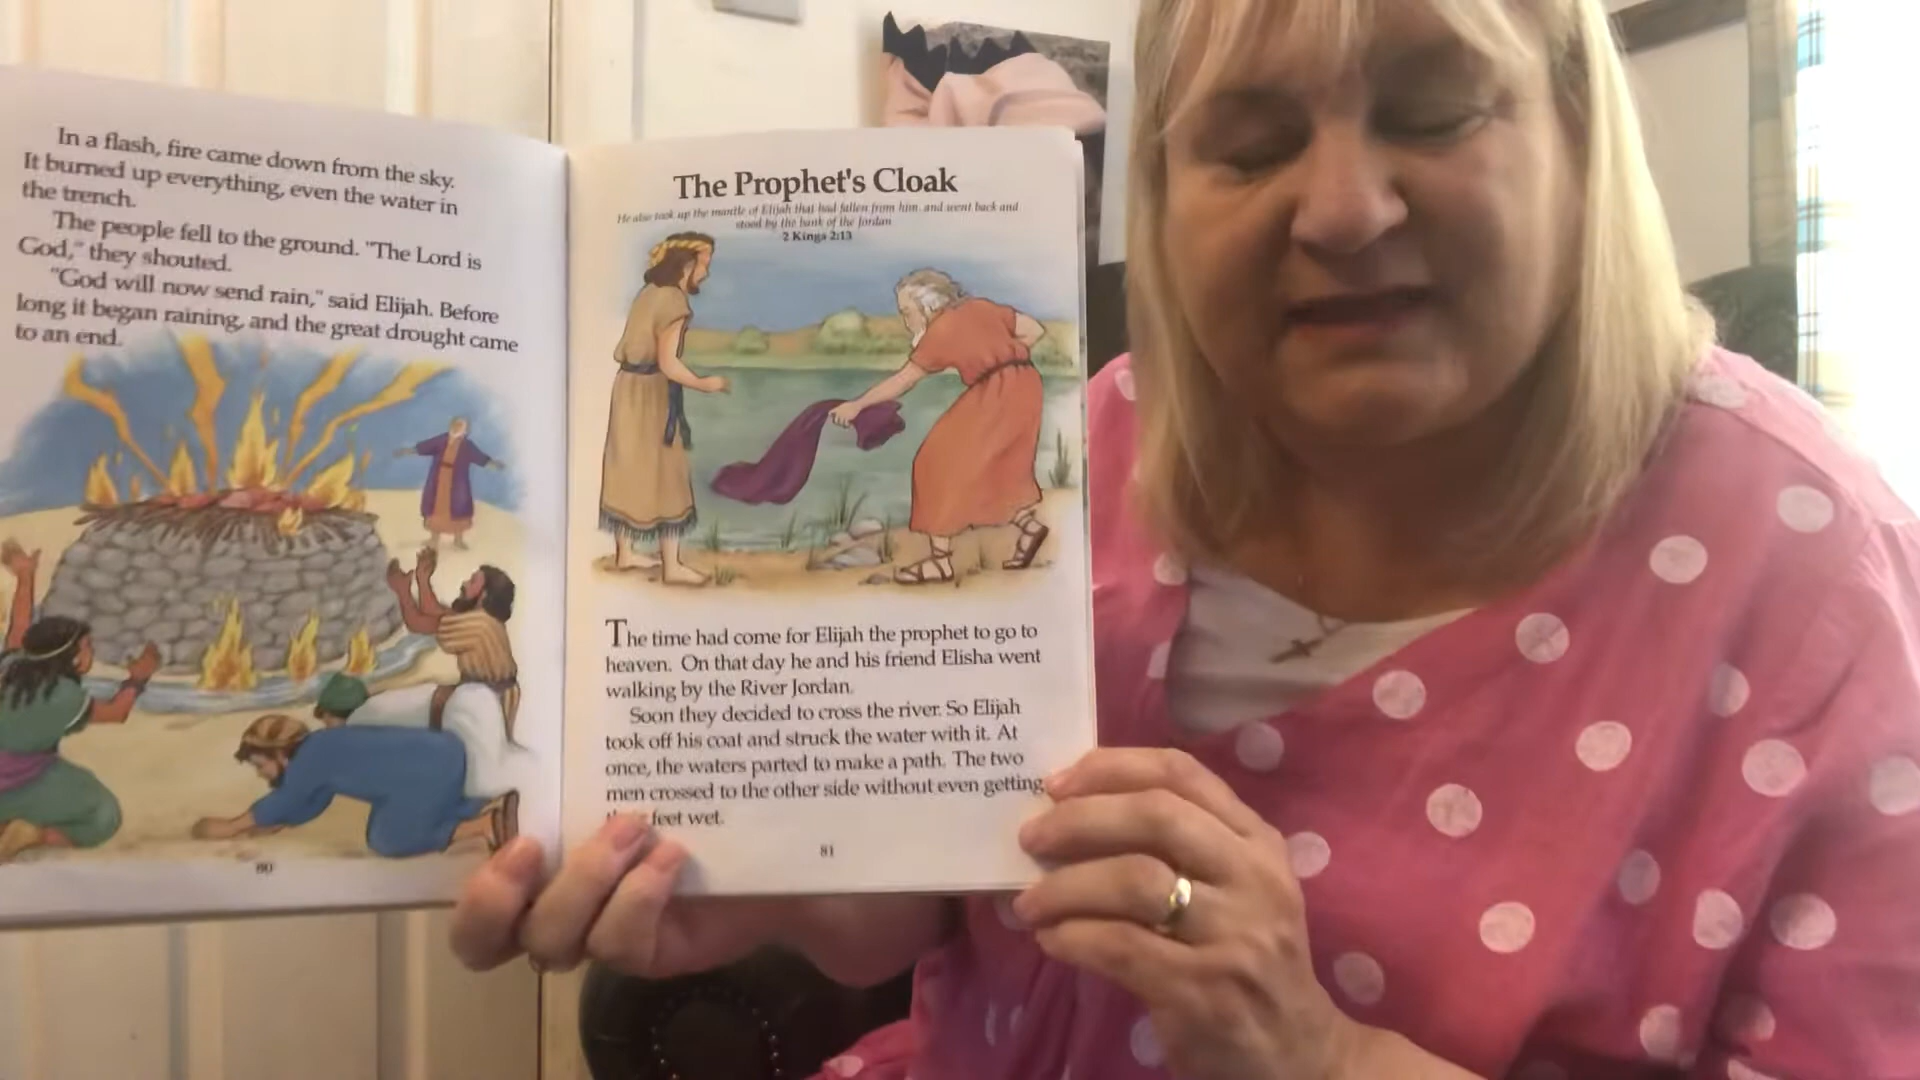 In a flash, fire came down from the sky.
It burned up everything, even the water in
the trench.
The people fell to the ground. "The Lord is
God," they shouted.
"God will now send rain," said Elijah. Before
long it began raining, and the great drought came
to an end.
80
The Prophet's Cloak
He also took up the mantle of Elijah that had fallen from him, and went back and
stood by the bank of the Jordan
2 Kings 2:13
The time had come for Elijah the prophet to go to
heaven. On that day he and his friend Elisha went
walking by the River Jordan.
Soon they decided to cross the river. So Elijah
took off his coat and struck the water with it. At
once, the waters parted to make a path. The two
men crossed to the other side without even getting
feet wet.
81